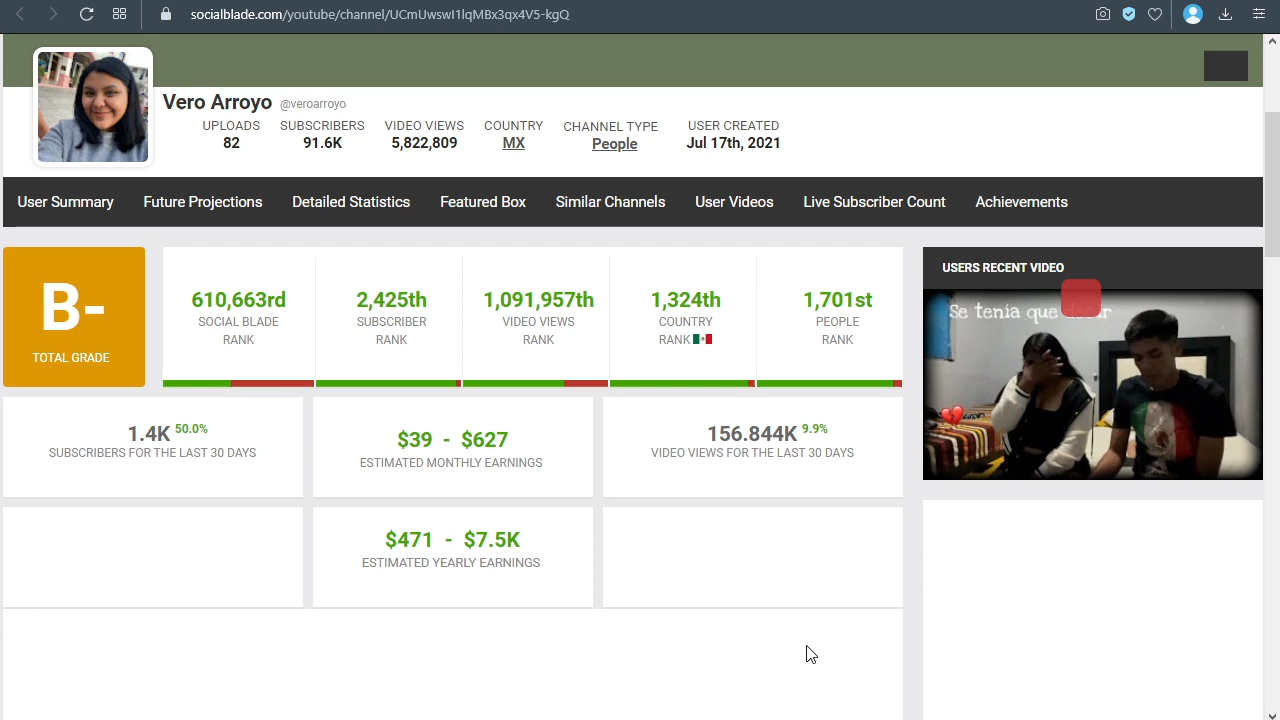 socialblade.com/youtube/channel/UCmUwswI1lqMBx3qx4V5-kgQ
Vero Arroyo @veroarroyo
UPLOADS SUBSCRIBERS VIDEO VIEWS COUNTRY CHANNEL TYPE USER CREATED
82 91.6K 5,822,809 MX People Jul 17th, 2021
User Summary Future Projections Detailed Statistics Featured Box Similar Channels User Videos Live Subscriber Count Achievements
B-
TOTAL GRADE
610,663rd
SOCIAL BLADE
RANK
2,425th
SUBSCRIBER
RANK
1,091,957th
VIDEO VIEWS
RANK
1,324th
COUNTRY
RANK
1,701st
PEOPLE
RANK
USERS RECENT VIDEO
Se tenía que decir
1.4K 50.0%
SUBSCRIBERS FOR THE LAST 30 DAYS
$39 - $627
ESTIMATED MONTHLY EARNINGS
156.844K 9.9%
VIDEO VIEWS FOR THE LAST 30 DAYS
$471 - $7.5K
ESTIMATED YEARLY EARNINGS